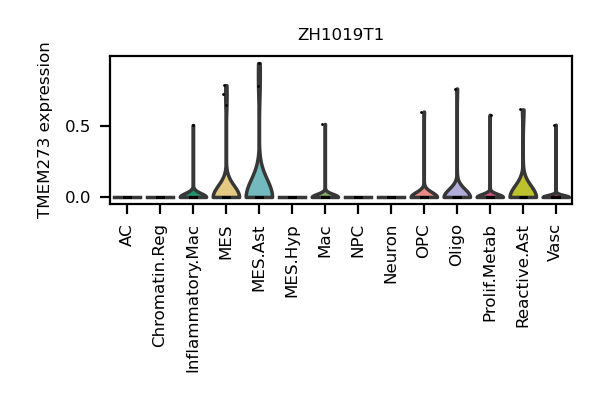 ZH1019T1
TMEM273 expression
0.5
0.0
AC
Chromatin.Reg
Inflammatory.Mac
MES
MES.Ast
MES.Hyp
Mac
NPC
Neuron
OPC
Oligo
Prolif.Metab
Reactive.Ast
Vasc